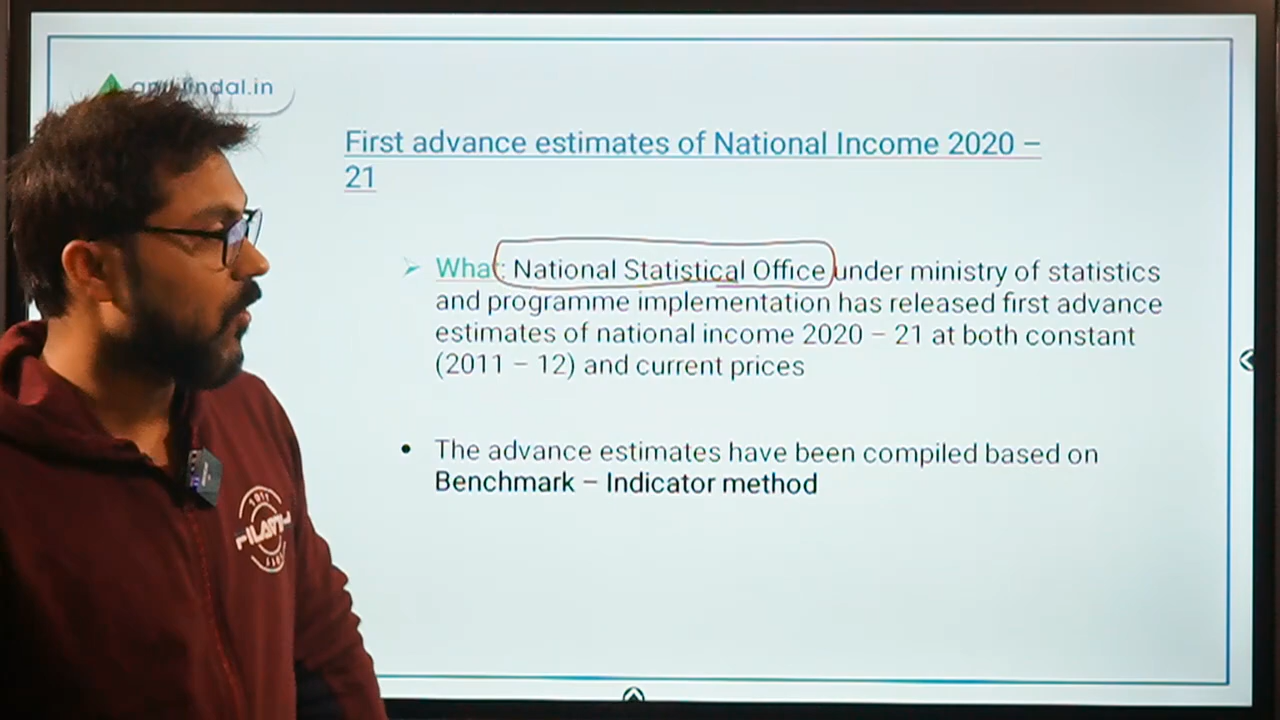 ndal.in
First advance estimates of National Income 2020 –
21
➢ What: National Statistical Office under ministry of statistics
and programme implementation has released first advance
estimates of national income 2020 – 21 at both constant
(2011 – 12) and current prices
• The advance estimates have been compiled based on
Benchmark – Indicator method